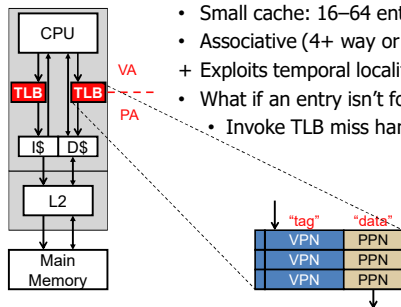 • Small cache: 16–64 ent
• Associative (4+ way or
+ Exploits temporal localit
• What if an entry isn't fo
• Invoke TLB miss han
CPU
TLB TLB
VA
PA
I$ D$
L2
Main
Memory
"tag" "data"
VPN PPN
VPN PPN
VPN PPN